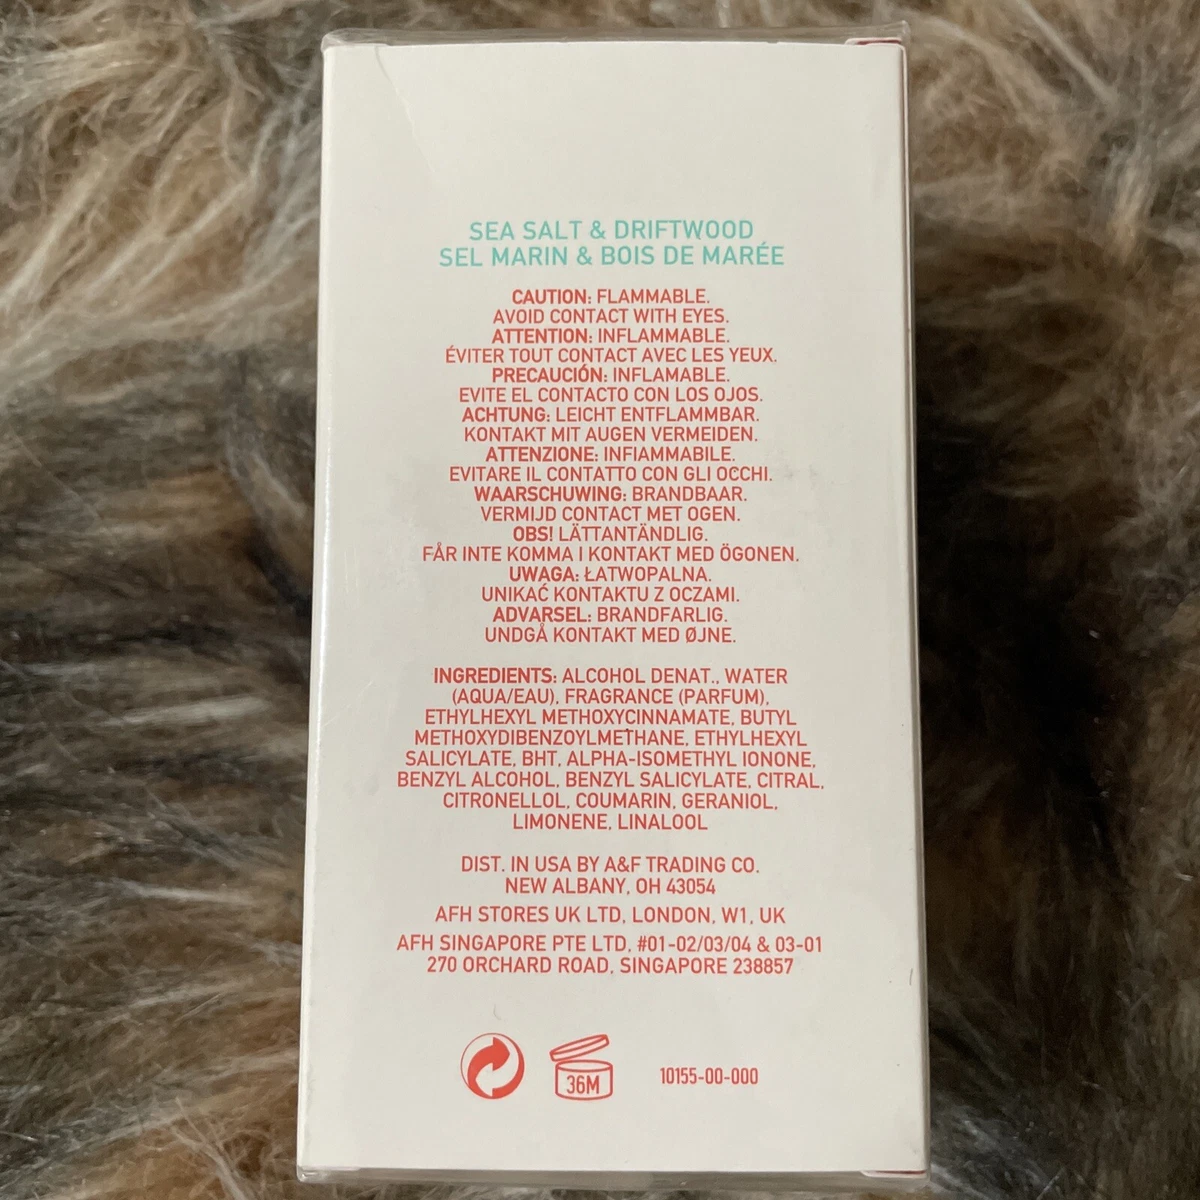 SEA SALT & DRIFTWOOD
SEL MARIN & BOIS DE MARÉE
CAUTION: FLAMMABLE.
AVOID CONTACT WITH EYES.
ATTENTION: INFLAMMABLE.
ÉVITER TOUT CONTACT AVEC LES YEUX.
PRECAUCIÓN: INFLAMABLE.
EVITE EL CONTACTO CON LOS OJOS.
ACHTUNG: LEICHT ENTFLAMMBAR.
KONTAKT MIT AUGEN VERMEIDEN.
ATTENZIONE: INFIAMMABILE.
EVITARE IL CONTATTO CON GLI OCCHI.
WAARSCHUWING: BRANDBAAR.
VERMIJD CONTACT MET OGEN.
OBS! LÄTTANTÄNDLIG.
FÅR INTE KOMMA I KONTAKT MED ÖGONEN.
UWAGA: ŁATWOPALNA.
UNIKAĆ KONTAKTU Z OCZAMI.
ADVARSEL: BRANDFARLIG.
UNDGÅ KONTAKT MED ØJNE.
INGREDIENTS: ALCOHOL DENAT., WATER
(AQUA/EAU), FRAGRANCE (PARFUM),
ETHYLHEXYL METHOXYCINNAMATE, BUTYL
METHOXYDIBENZOYLMETHANE, ETHYLHEXYL
SALICYLATE, BHT, ALPHA-ISOMETHYL IONONE,
BENZYL ALCOHOL, BENZYL SALICYLATE, CITRAL,
CITRONELLOL, COUMARIN, GERANIOL,
LIMONENE, LINALOOL
DIST. IN USA BY A&F TRADING CO.
NEW ALBANY, OH 43054
AFH STORES UK LTD, LONDON, W1, UK
AFH SINGAPORE PTE LTD, #01-02/03/04 & 03-01
270 ORCHARD ROAD, SINGAPORE 238857
36M
10155-00-000